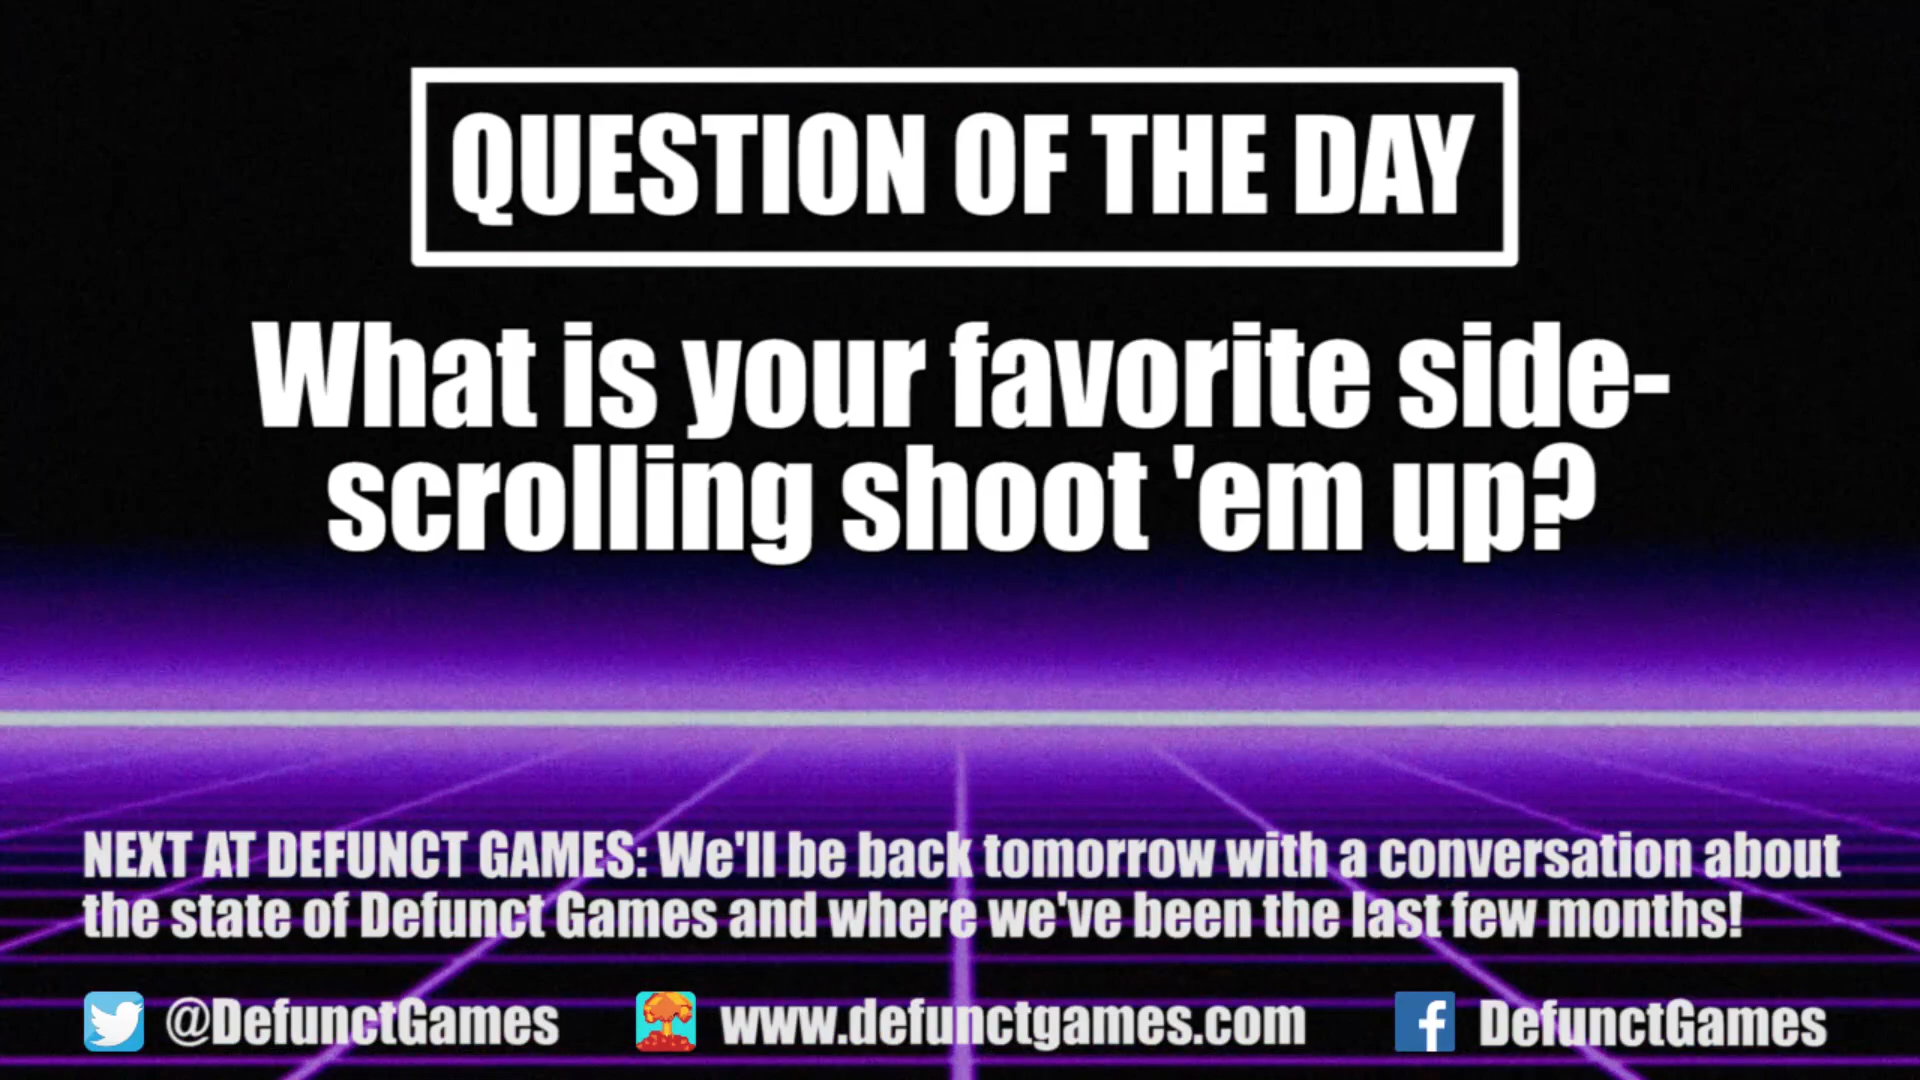 QUESTION OF THE DAY
What is your favorite side-
scrolling shoot 'em up?
NEXT AT DEFUNCT GAMES: We'll be back tomorrow with a conversation about
the state of Defunct Games and where we've been the last few months!
@DefunctGames www.defunctgames.com DefunctGames